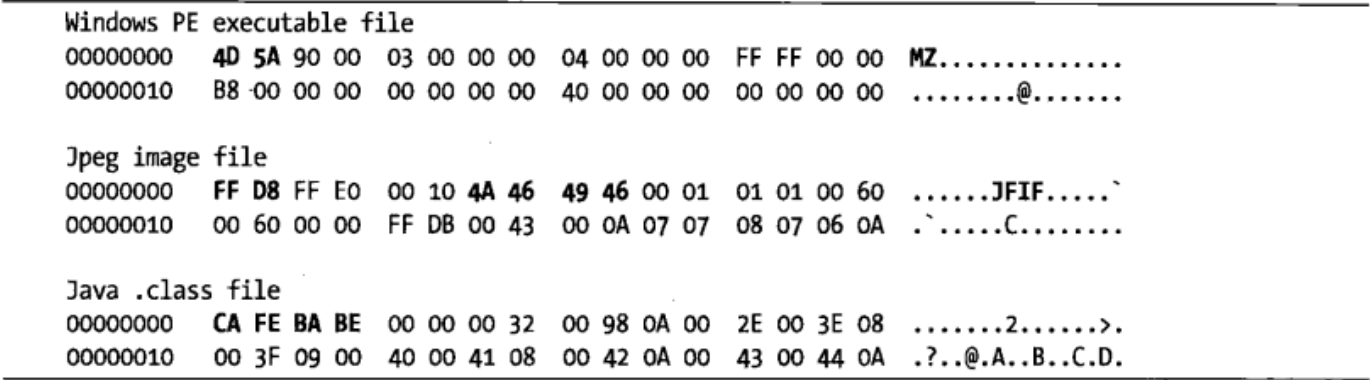 Windows PE executable file
00000000 4D 5A 90 00 03 00 00 00 04 00 00 00 FF FF 00 00 MZ..............
00000010 B8 00 00 00 00 00 00 00 40 00 00 00 00 00 00 00 ........@.......
Jpeg image file
00000000 FF D8 FF E0 00 10 4A 46 49 46 00 01 01 01 00 60 ......JFIF.....`
00000010 00 60 00 00 FF DB 00 43 00 0A 07 07 08 07 06 0A .`.....C........
Java .class file
00000000 CA FE BA BE 00 00 00 32 00 98 0A 00 2E 00 3E 08 .......2......>.
00000010 00 3F 09 00 40 00 41 08 00 42 0A 00 43 00 44 0A .?..@.A..B..C.D.